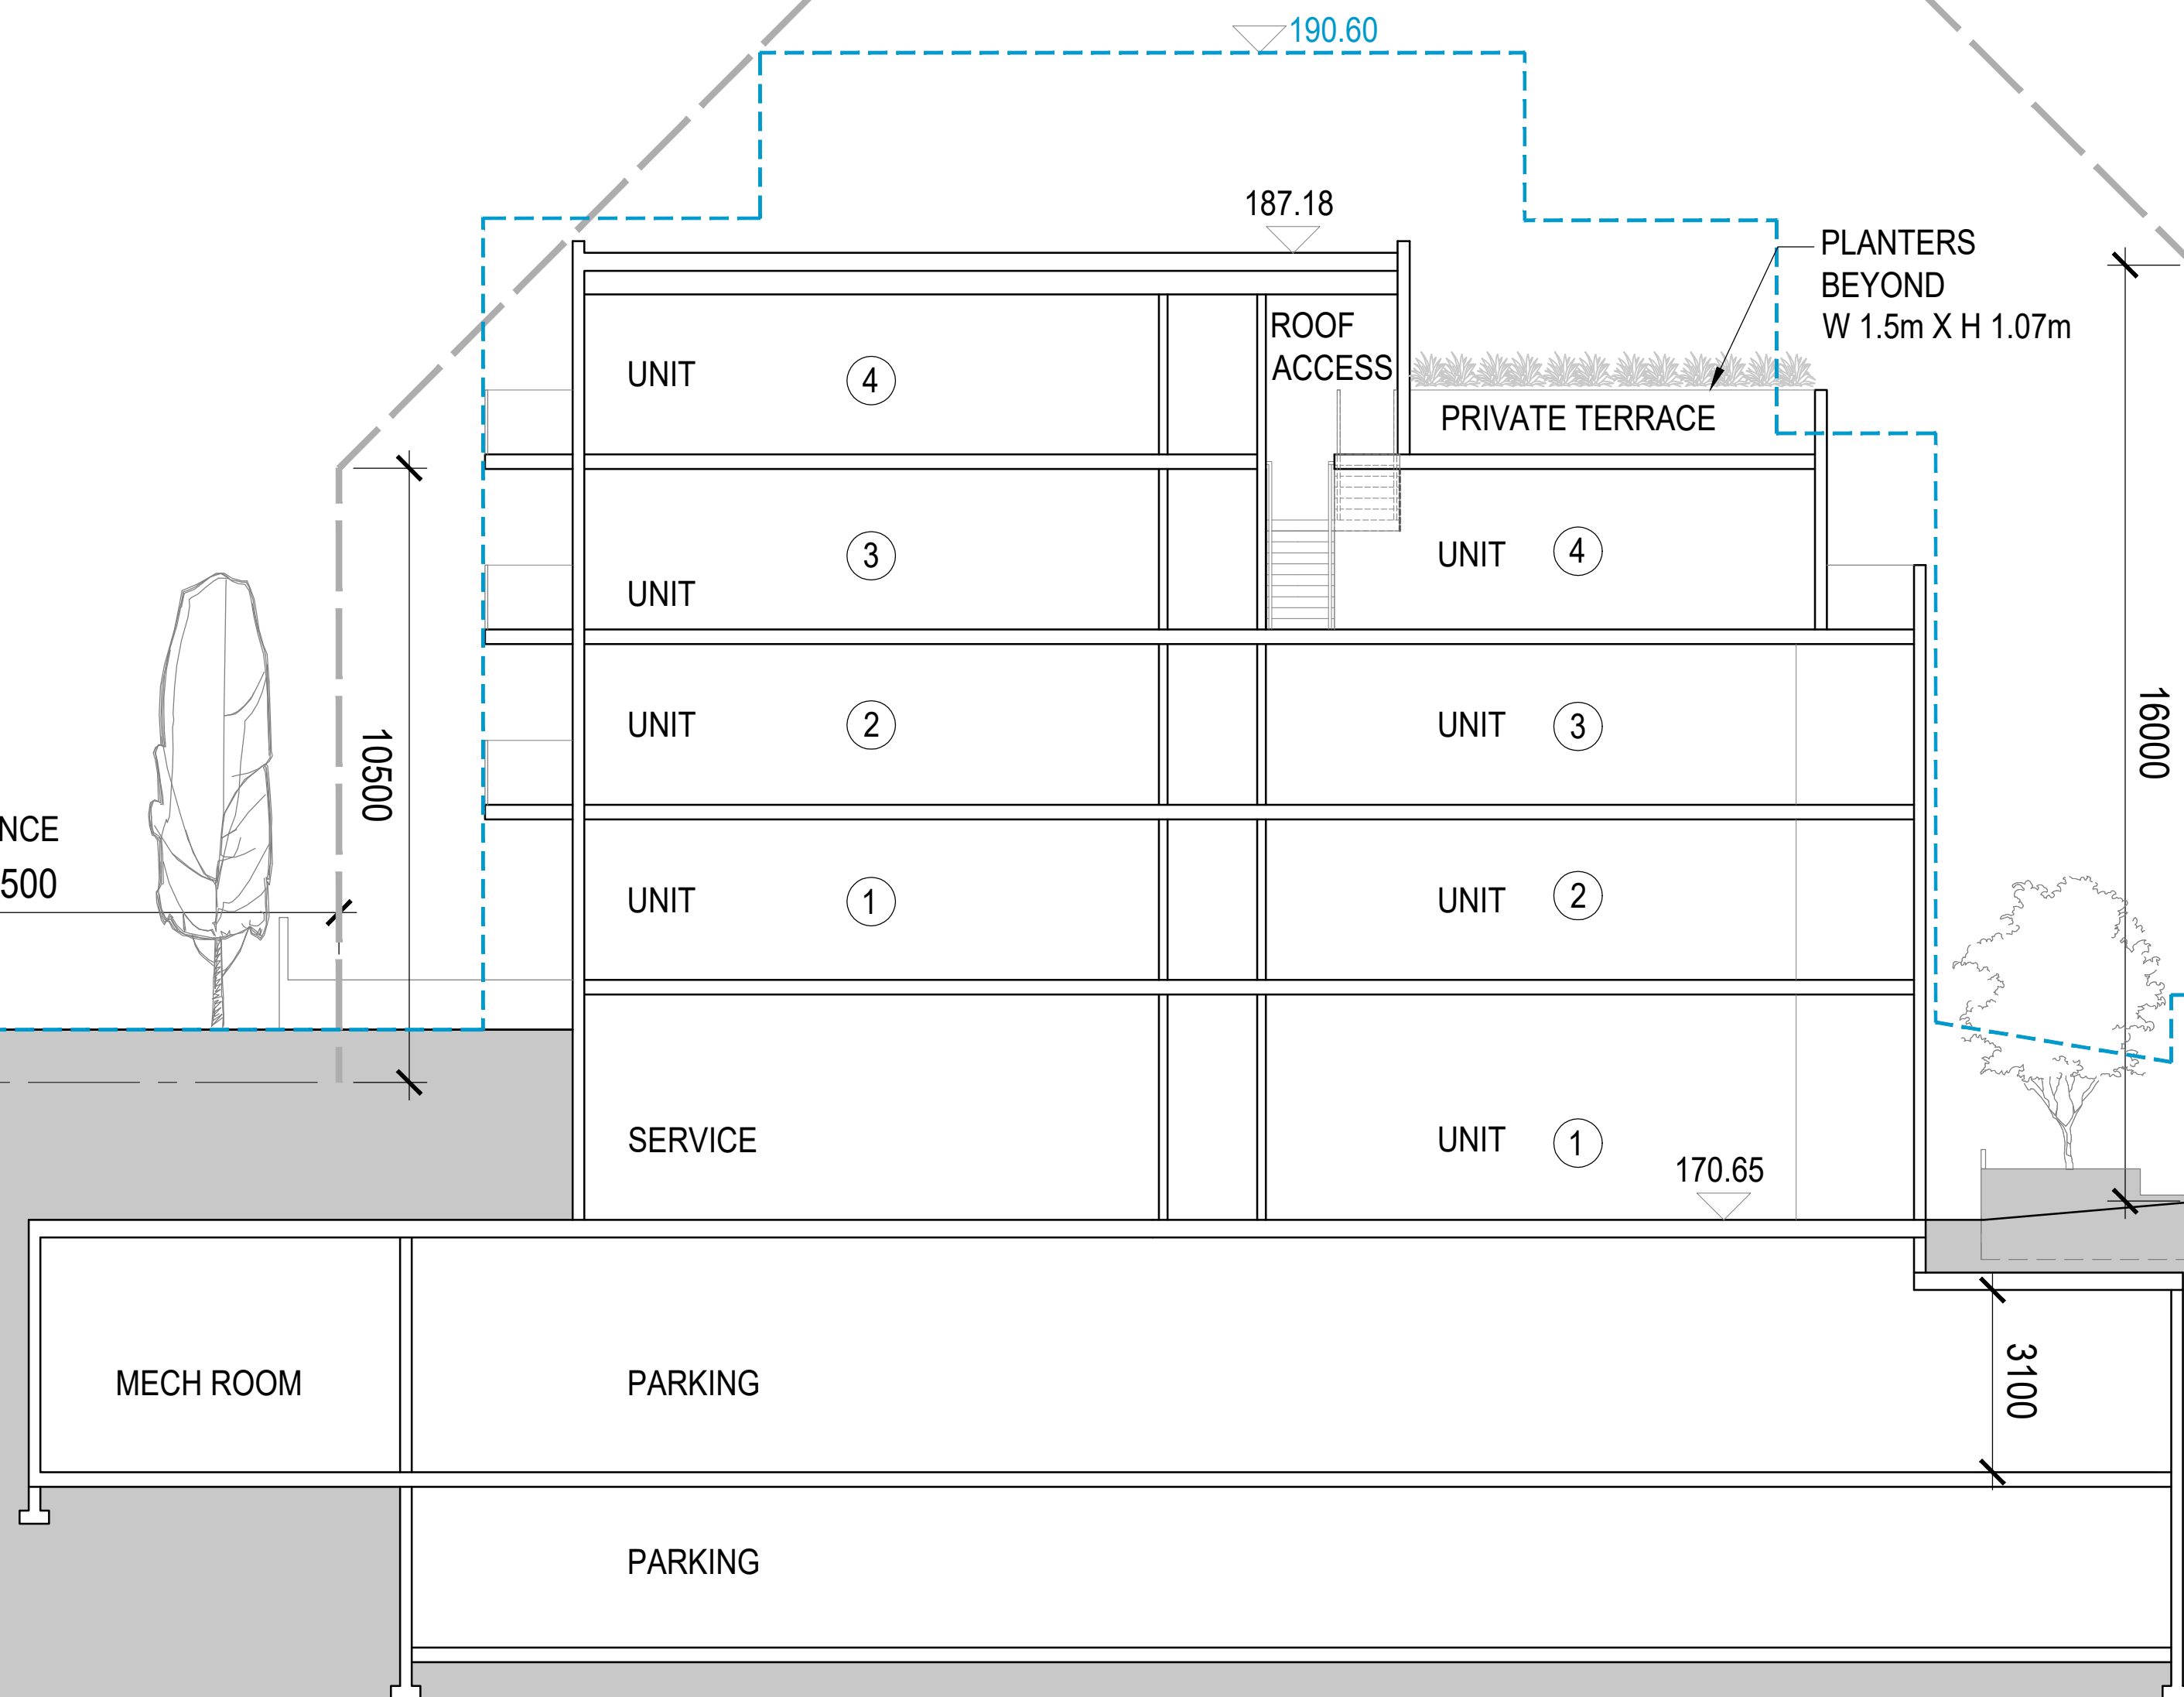 190.60
187.18
PLANTERS
BEYOND
W 1.5m X H 1.07m
ROOF
ACCESS
UNIT 4
PRIVATE TERRACE
UNIT 3
UNIT 4
10500
16000
UNIT 2
UNIT 3
NCE
500
UNIT 1
UNIT 2
SERVICE
UNIT 1
170.65
MECH ROOM
PARKING
3100
PARKING